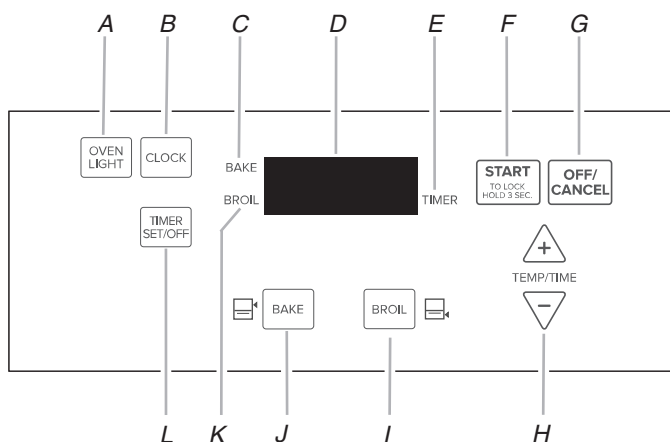 A B C D E F G
OVEN
LIGHT
CLOCK
BAKE
START
TO LOCK
HOLD 3 SEC.
OFF/
CANCEL
BROIL
TIMER
TIMER
SET/OFF
+
TEMP/TIME
−
BAKE
BROIL
L K J I H